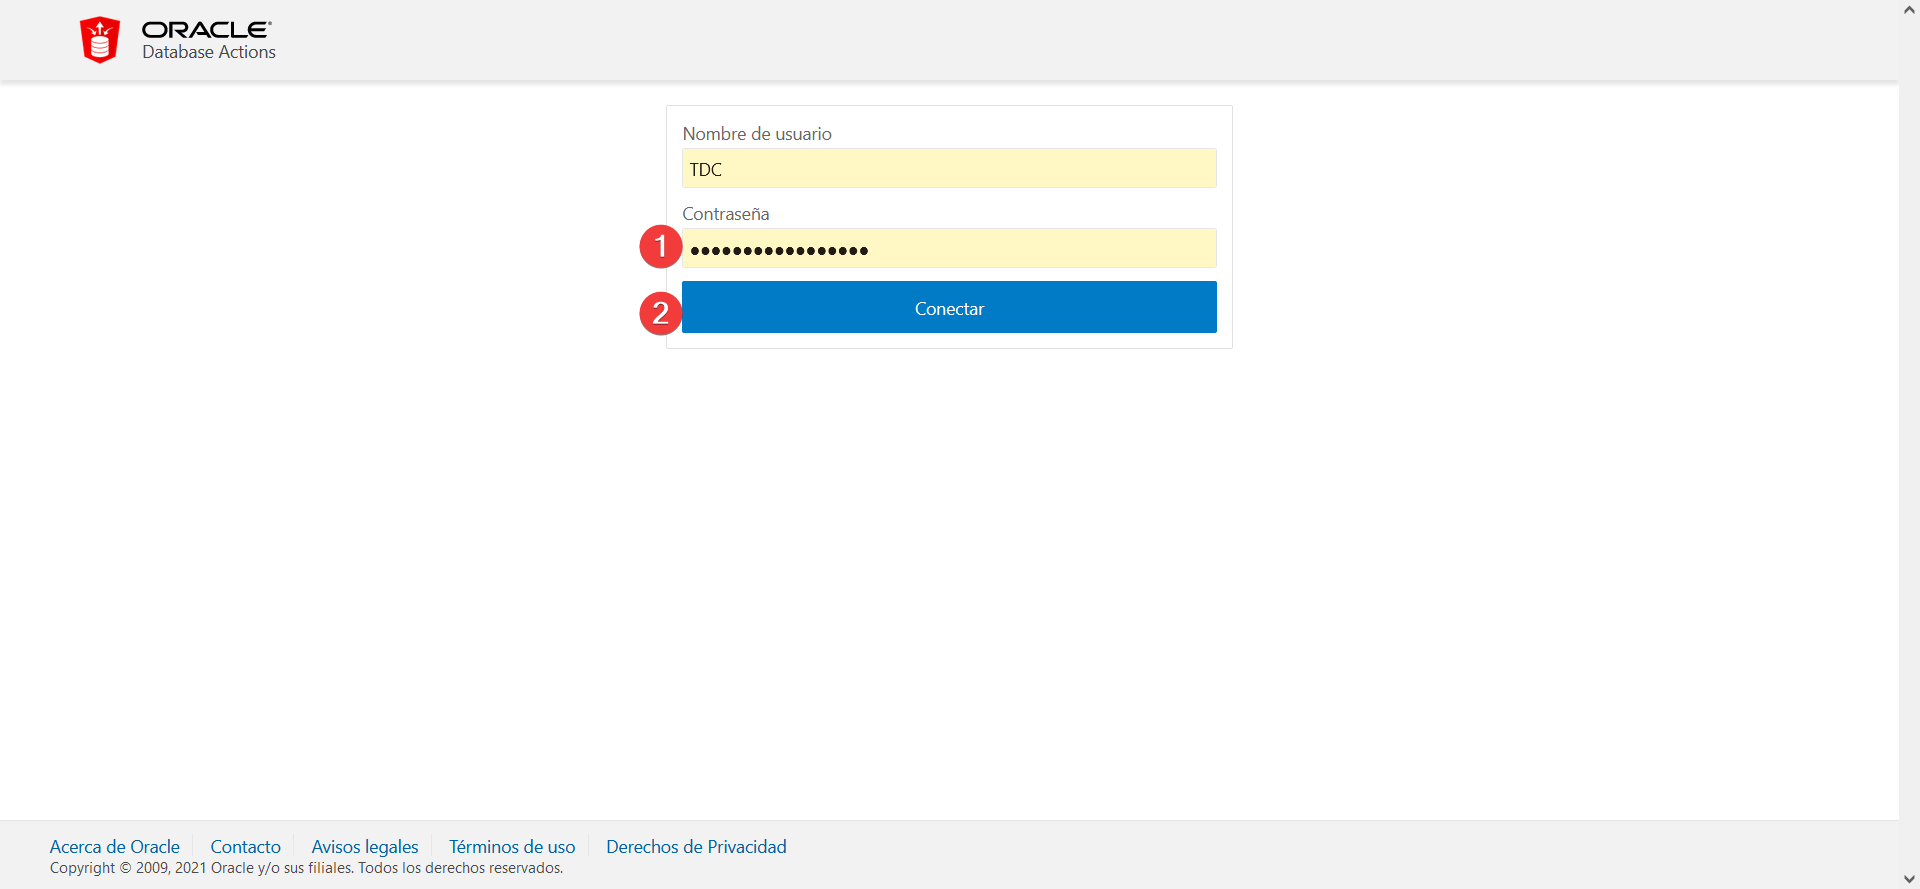 ORACLE®
Database Actions
Nombre de usuario
TDC
Contraseña
1
•••••••••••••••••
2
Conectar
Acerca de Oracle Contacto Avisos legales Términos de uso Derechos de Privacidad
Copyright © 2009, 2021 Oracle y/o sus filiales. Todos los derechos reservados.